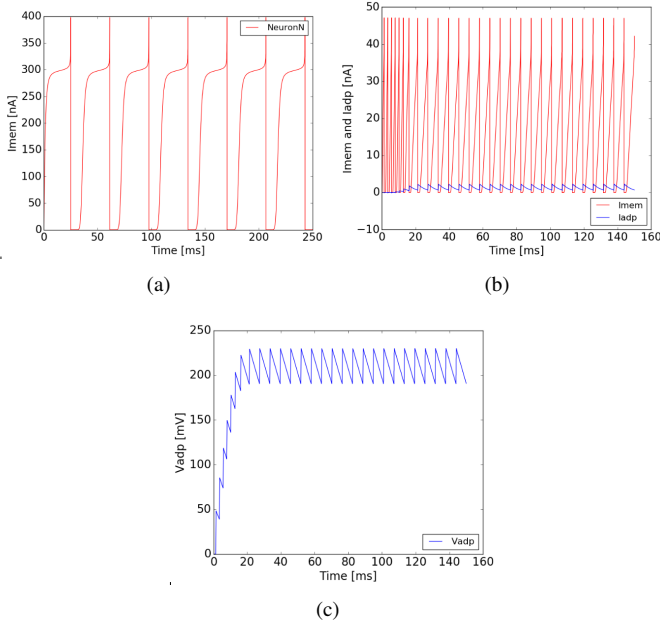 400
350
300
250
200
150
100
50
0
Imem [nA]
NeuronN
0 50 100 150 200 250
Time [ms]
(a)
50
40
30
20
10
0
−10
Imem and Iadp [nA]
Imem
Iadp
0 20 40 60 80 100 120 140 160
Time [ms]
(b)
250
200
150
100
50
0
Vadp [mV]
Vadp
0 20 40 60 80 100 120 140 160
Time [ms]
(c)